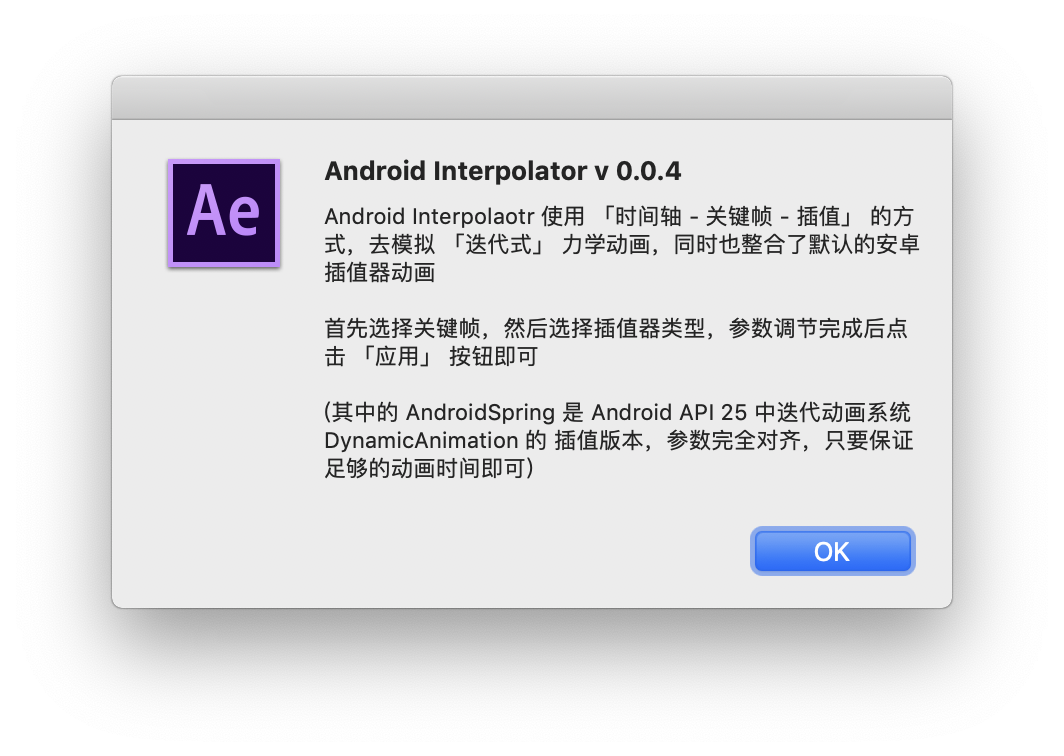 Ae
Android Interpolator v 0.0.4
Android Interpolaotr 使用 「时间轴 - 关键帧 - 插值」 的方
式，去模拟 「迭代式」 力学动画，同时也整合了默认的安卓
插值器动画
首先选择关键帧，然后选择插值器类型，参数调节完成后点
击 「应用」 按钮即可
(其中的 AndroidSpring 是 Android API 25 中迭代动画系统
DynamicAnimation 的 插值版本，参数完全对齐，只要保证
足够的动画时间即可)
OK